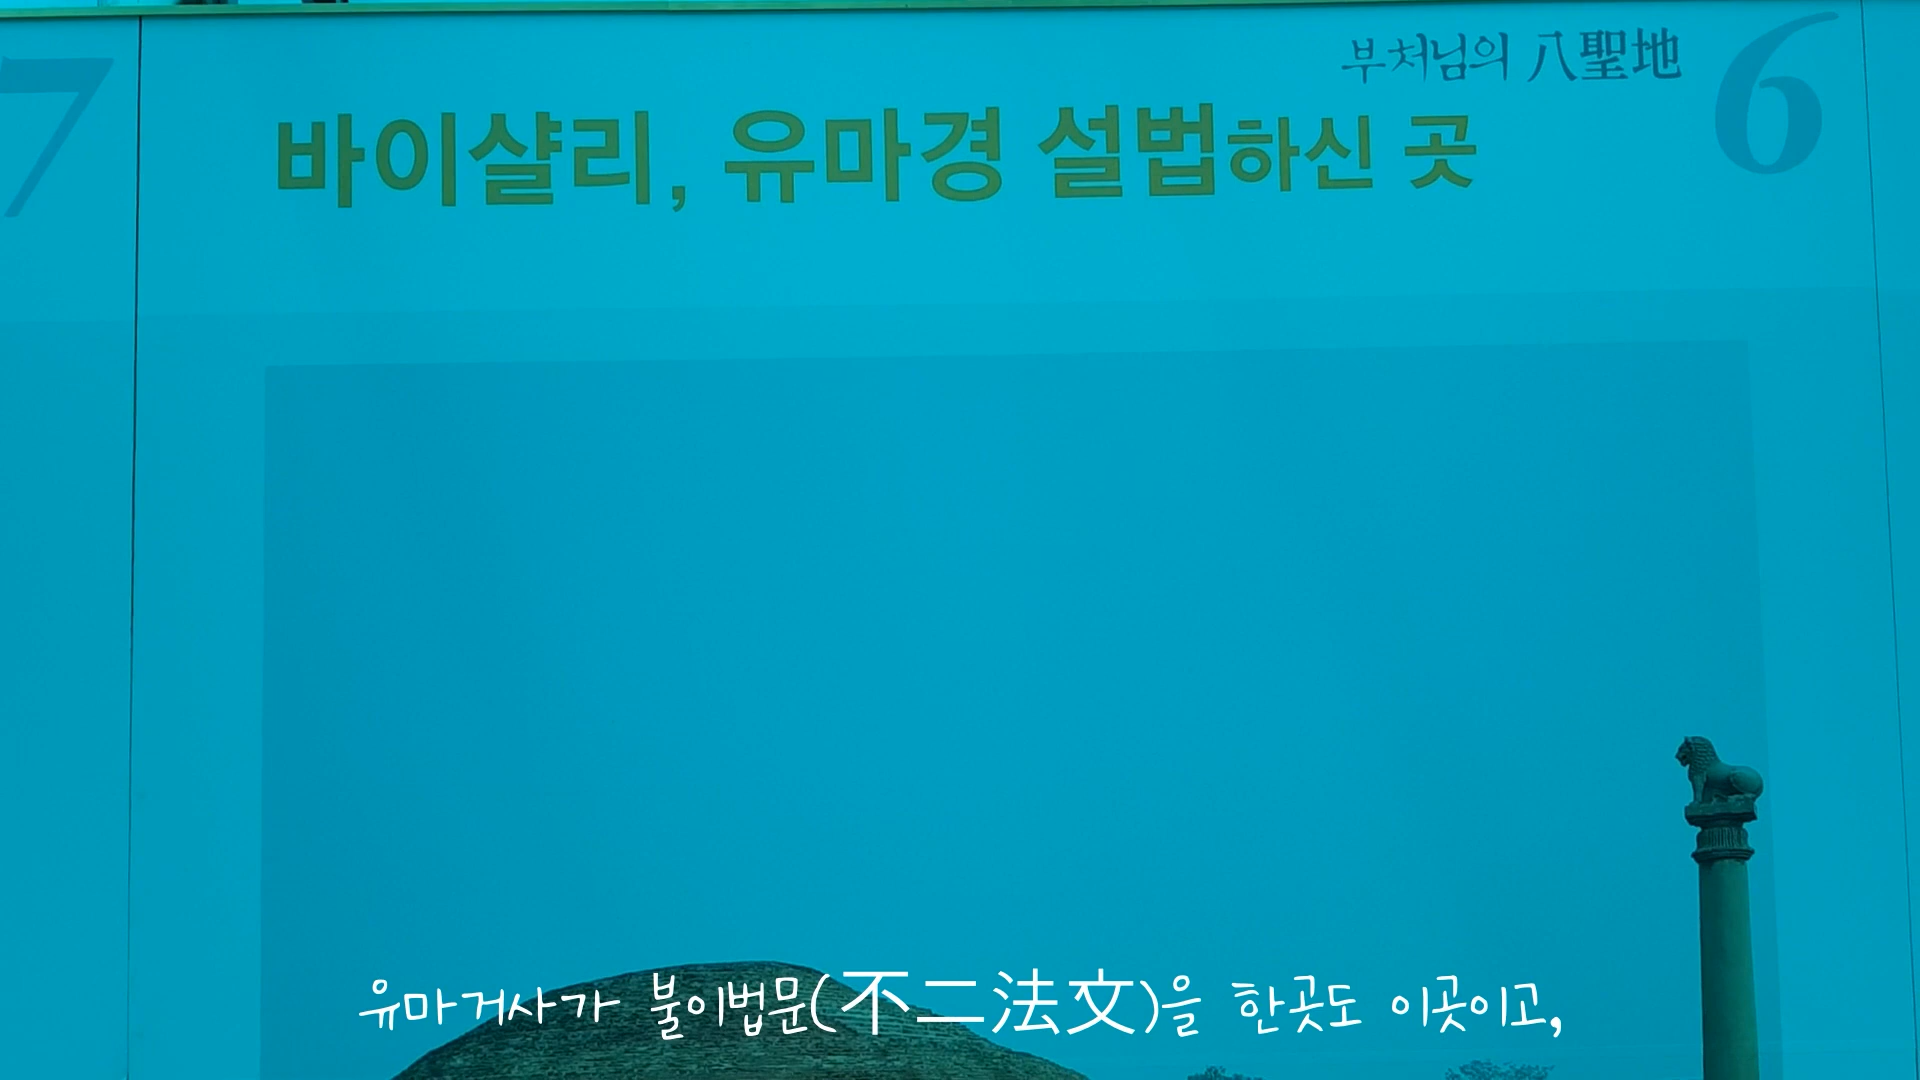 7
부처님의 八聖地 6
바이샬리, 유마경 설법하신 곳
유마거사가 불이법문(不二法文)을 한곳도 이곳이고,